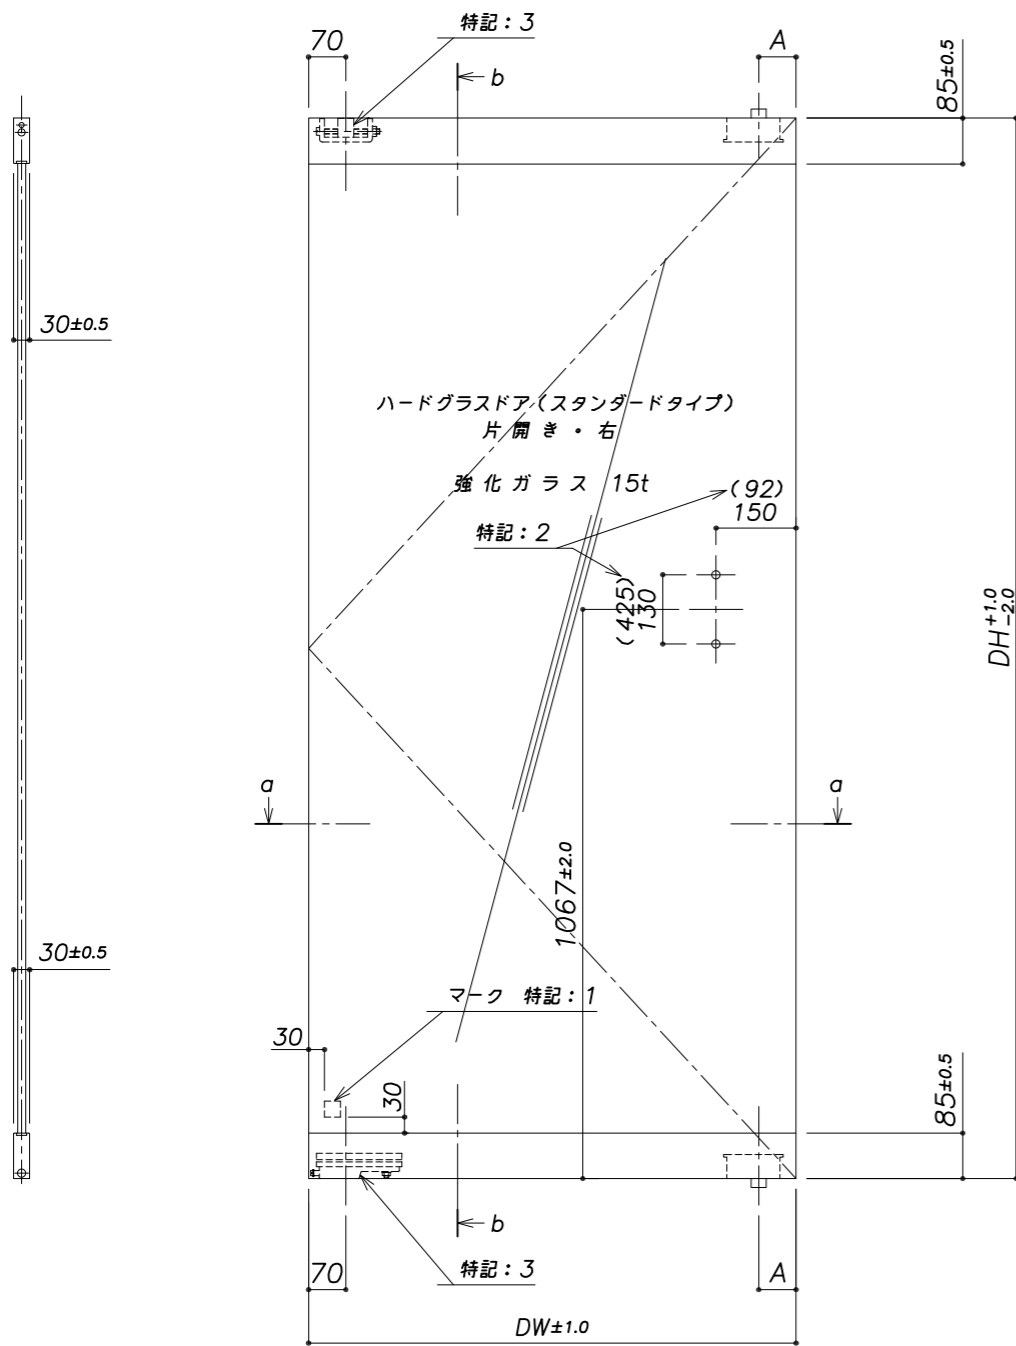 特記：3
70
A
b
85±0.5
30±0.5
ハードグラスドア（スタンダードタイプ）
片開き・右
強化ガラス 15t
(92)
150
特記：2
(425)
130
DH+1.0-2.0
a
a
1067±2.0
30±0.5
マーク 特記：1
30
30
85±0.5
b
特記：3
70
A
DW±1.0